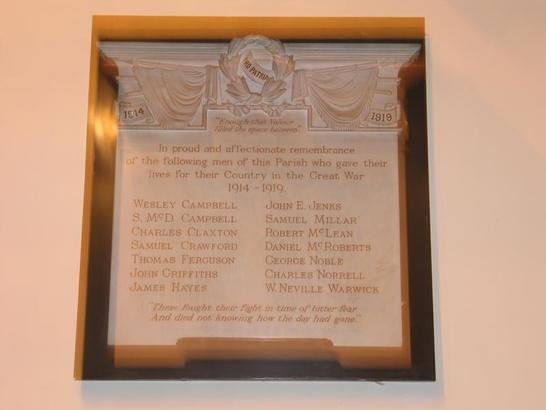 PRO PATRIA
1914
1919
"Enough that Valour
filled the space between".
In proud and affectionate remembrance
of the following men of this Parish who gave their
lives for their Country in the Great War
1914-1919.
WESLEY CAMPBELL
S. McD. CAMPBELL
CHARLES CLAXTON
SAMUEL CRAWFORD
THOMAS FERGUSON
JOHN GRIFFITHS
JAMES HAYES
JOHN E. JENKS
SAMUEL MILLAR
ROBERT McLEAN
DANIEL McROBERTS
GEORGE NOBLE
CHARLES NORRELL
W. NEVILLE WARWICK
"These fought their fight in time of bitter fear
And died not knowing how the day had gone."